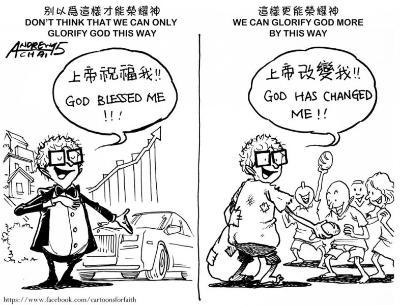 別以為這樣才能榮耀神
DON'T THINK THAT WE CAN ONLY
GLORIFY GOD THIS WAY
ANDREW
CHAI 15
上帝祝福我!!
GOD BLESSED ME
!!!
這樣更能榮耀神
WE CAN GLORIFY GOD MORE
BY THIS WAY
上帝改變我!!
GOD HAS CHANGED
ME!!
https://www.facebook.com/cartoonsforfaith